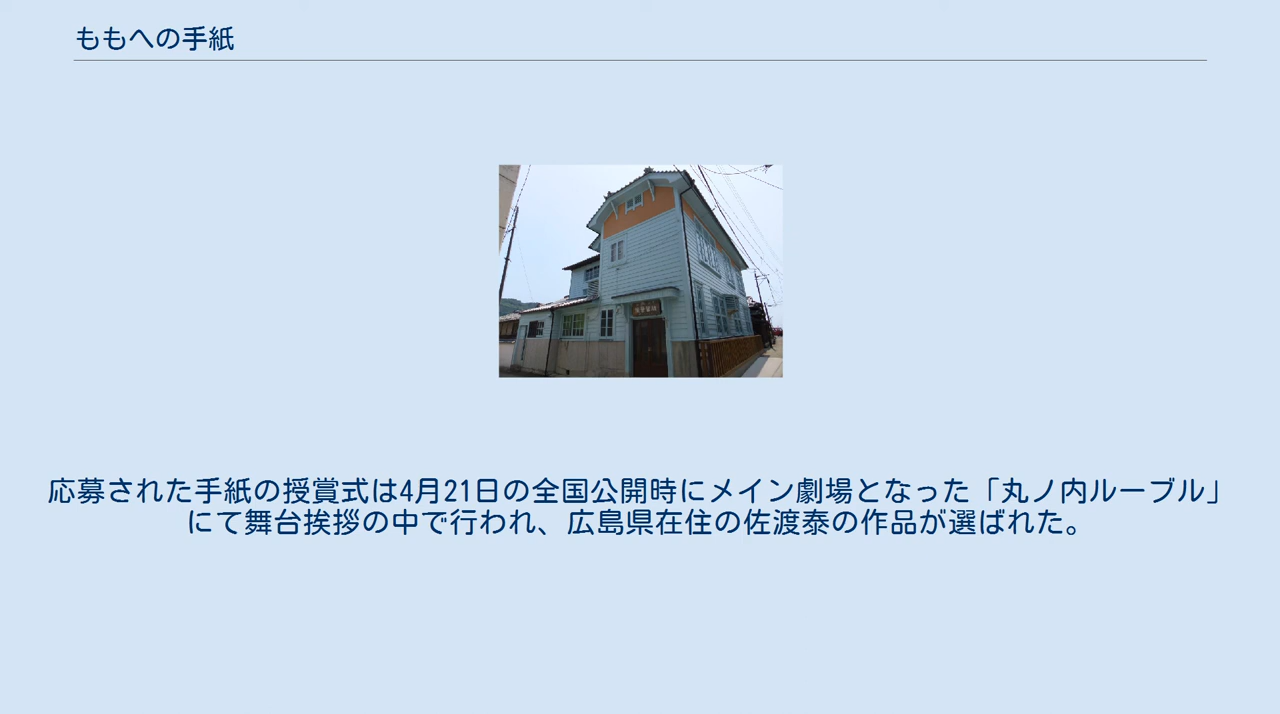 ももへの手紙
応募された手紙の授賞式は4月21日の全国公開時にメイン劇場となった「丸ノ内ルーブル」
にて舞台挨拶の中で行われ、広島県在住の佐渡泰の作品が選ばれた。